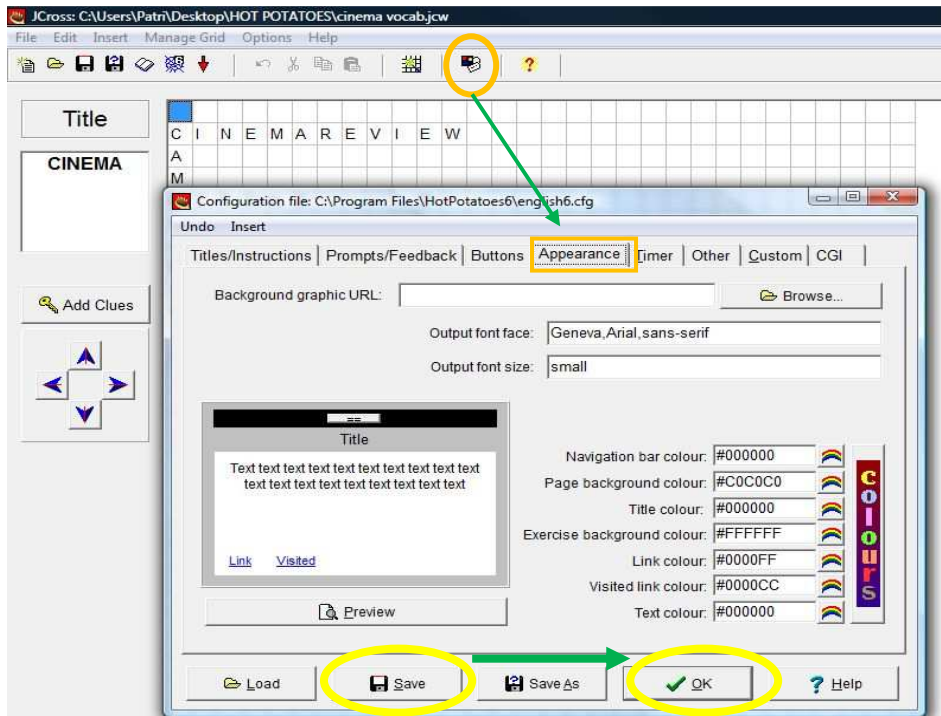 JCross: C:\Users\Patri\Desktop\HOT POTATOES\cinema vocab.jcw
File Edit Insert Manage Grid Options Help
?
Title
CINEMA
C I N E M A R E V I E W
A
M
Configuration file: C:\Program Files\HotPotatoes6\english6.cfg
Undo Insert
Titles/Instructions Prompts/Feedback Buttons Appearance Timer Other Custom CGI
Background graphic URL: Browse...
Add Clues
Output font face: Geneva,Arial,sans-serif
Output font size: small
==
Title
Text text text text text text text text text text
text text text text text text text text text
Link Visited
Preview
Navigation bar colour: #000000
Page background colour: #C0C0C0
Title colour: #000000
Exercise background colour: #FFFFFF
Link colour: #0000FF
Visited link colour: #0000CC
Text colour: #000000
colours
Load Save Save As OK ? Help